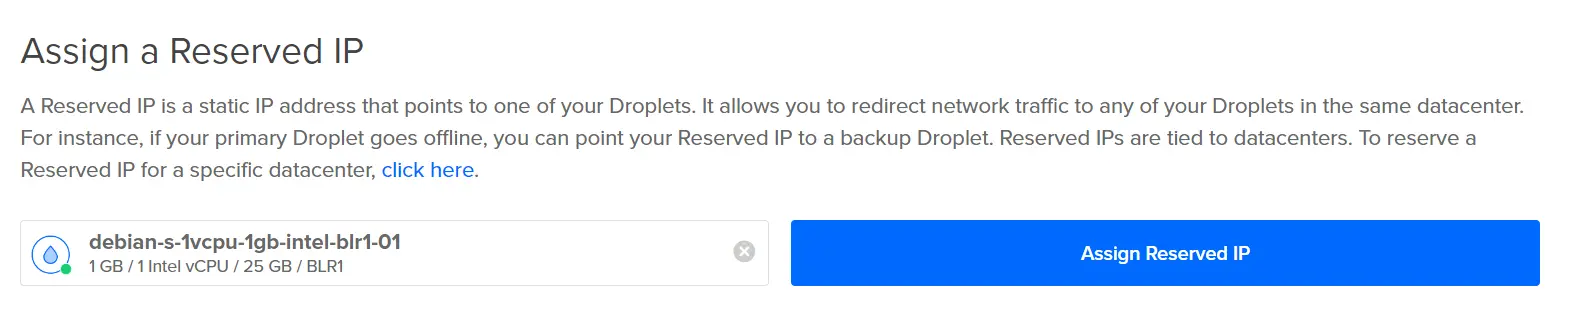 Assign a Reserved IP
A Reserved IP is a static IP address that points to one of your Droplets. It allows you to redirect network traffic to any of your Droplets in the same datacenter.
For instance, if your primary Droplet goes offline, you can point your Reserved IP to a backup Droplet. Reserved IPs are tied to datacenters. To reserve a
Reserved IP for a specific datacenter, click here.
debian-s-1vcpu-1gb-intel-blr1-01
1 GB / 1 Intel vCPU / 25 GB / BLR1
Assign Reserved IP